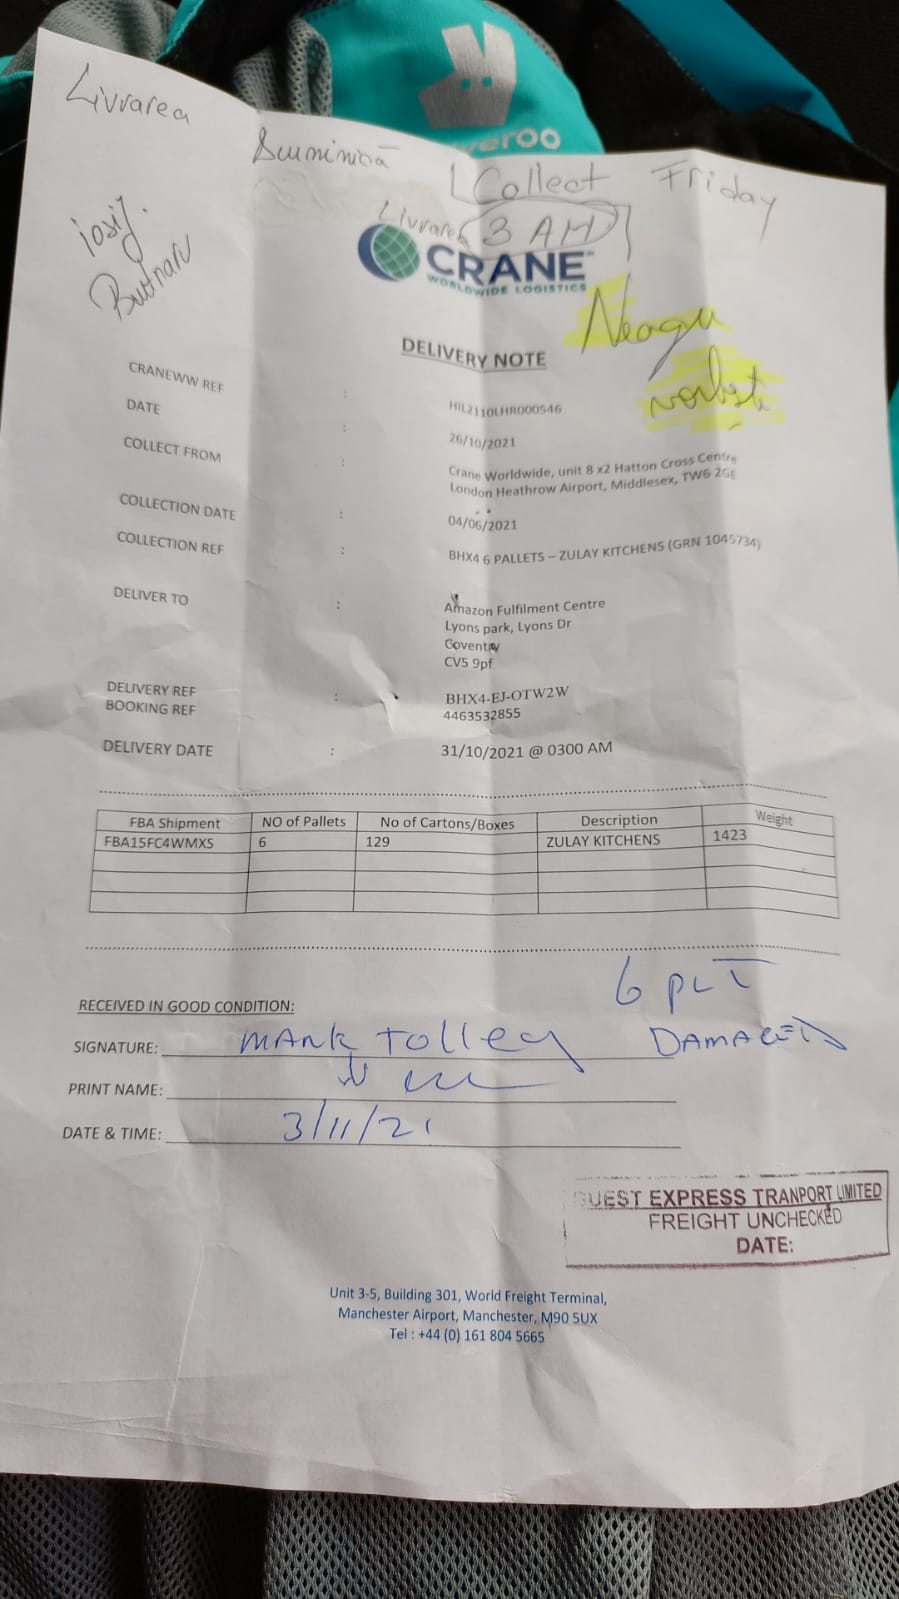 Livrarea
Duminică
Collect Friday
Livrarea 3 AM
iosif
Butnaru
eroo
CRANE
WORLDWIDE LOGISTICS
Neagu
DELIVERY NOTE
CRANEWW REF : HIL2110LHR000546
DATE : 26/10/2021
COLLECT FROM : Crane Worldwide, unit 8 x2 Hatton Cross Centre
London Heathrow Airport, Middlesex, TW6 2GE
COLLECTION DATE : 04/06/2021
COLLECTION REF : BHX4 6 PALLETS – ZULAY KITCHENS (GRN 1045734)
DELIVER TO : Amazon Fulfilment Centre
Lyons park, Lyons Dr
Coventry
CV5 9pf
DELIVERY REF : BHX4-EJ-OTW2W
BOOKING REF 4463532855
DELIVERY DATE : 31/10/2021 @ 0300 AM
FBA Shipment NO of Pallets No of Cartons/Boxes Description Weight
FBA15FC4WMXS 6 129 ZULAY KITCHENS 1423
6 PLT
DAMAGED
RECEIVED IN GOOD CONDITION:
SIGNATURE: MARK TOLLEY
PRINT NAME:
DATE & TIME: 3/11/21
GUEST EXPRESS TRANPORT LIMITED
FREIGHT UNCHECKED
DATE:
Unit 3-5, Building 301, World Freight Terminal,
Manchester Airport, Manchester, M90 5UX
Tel : +44 (0) 161 804 5665